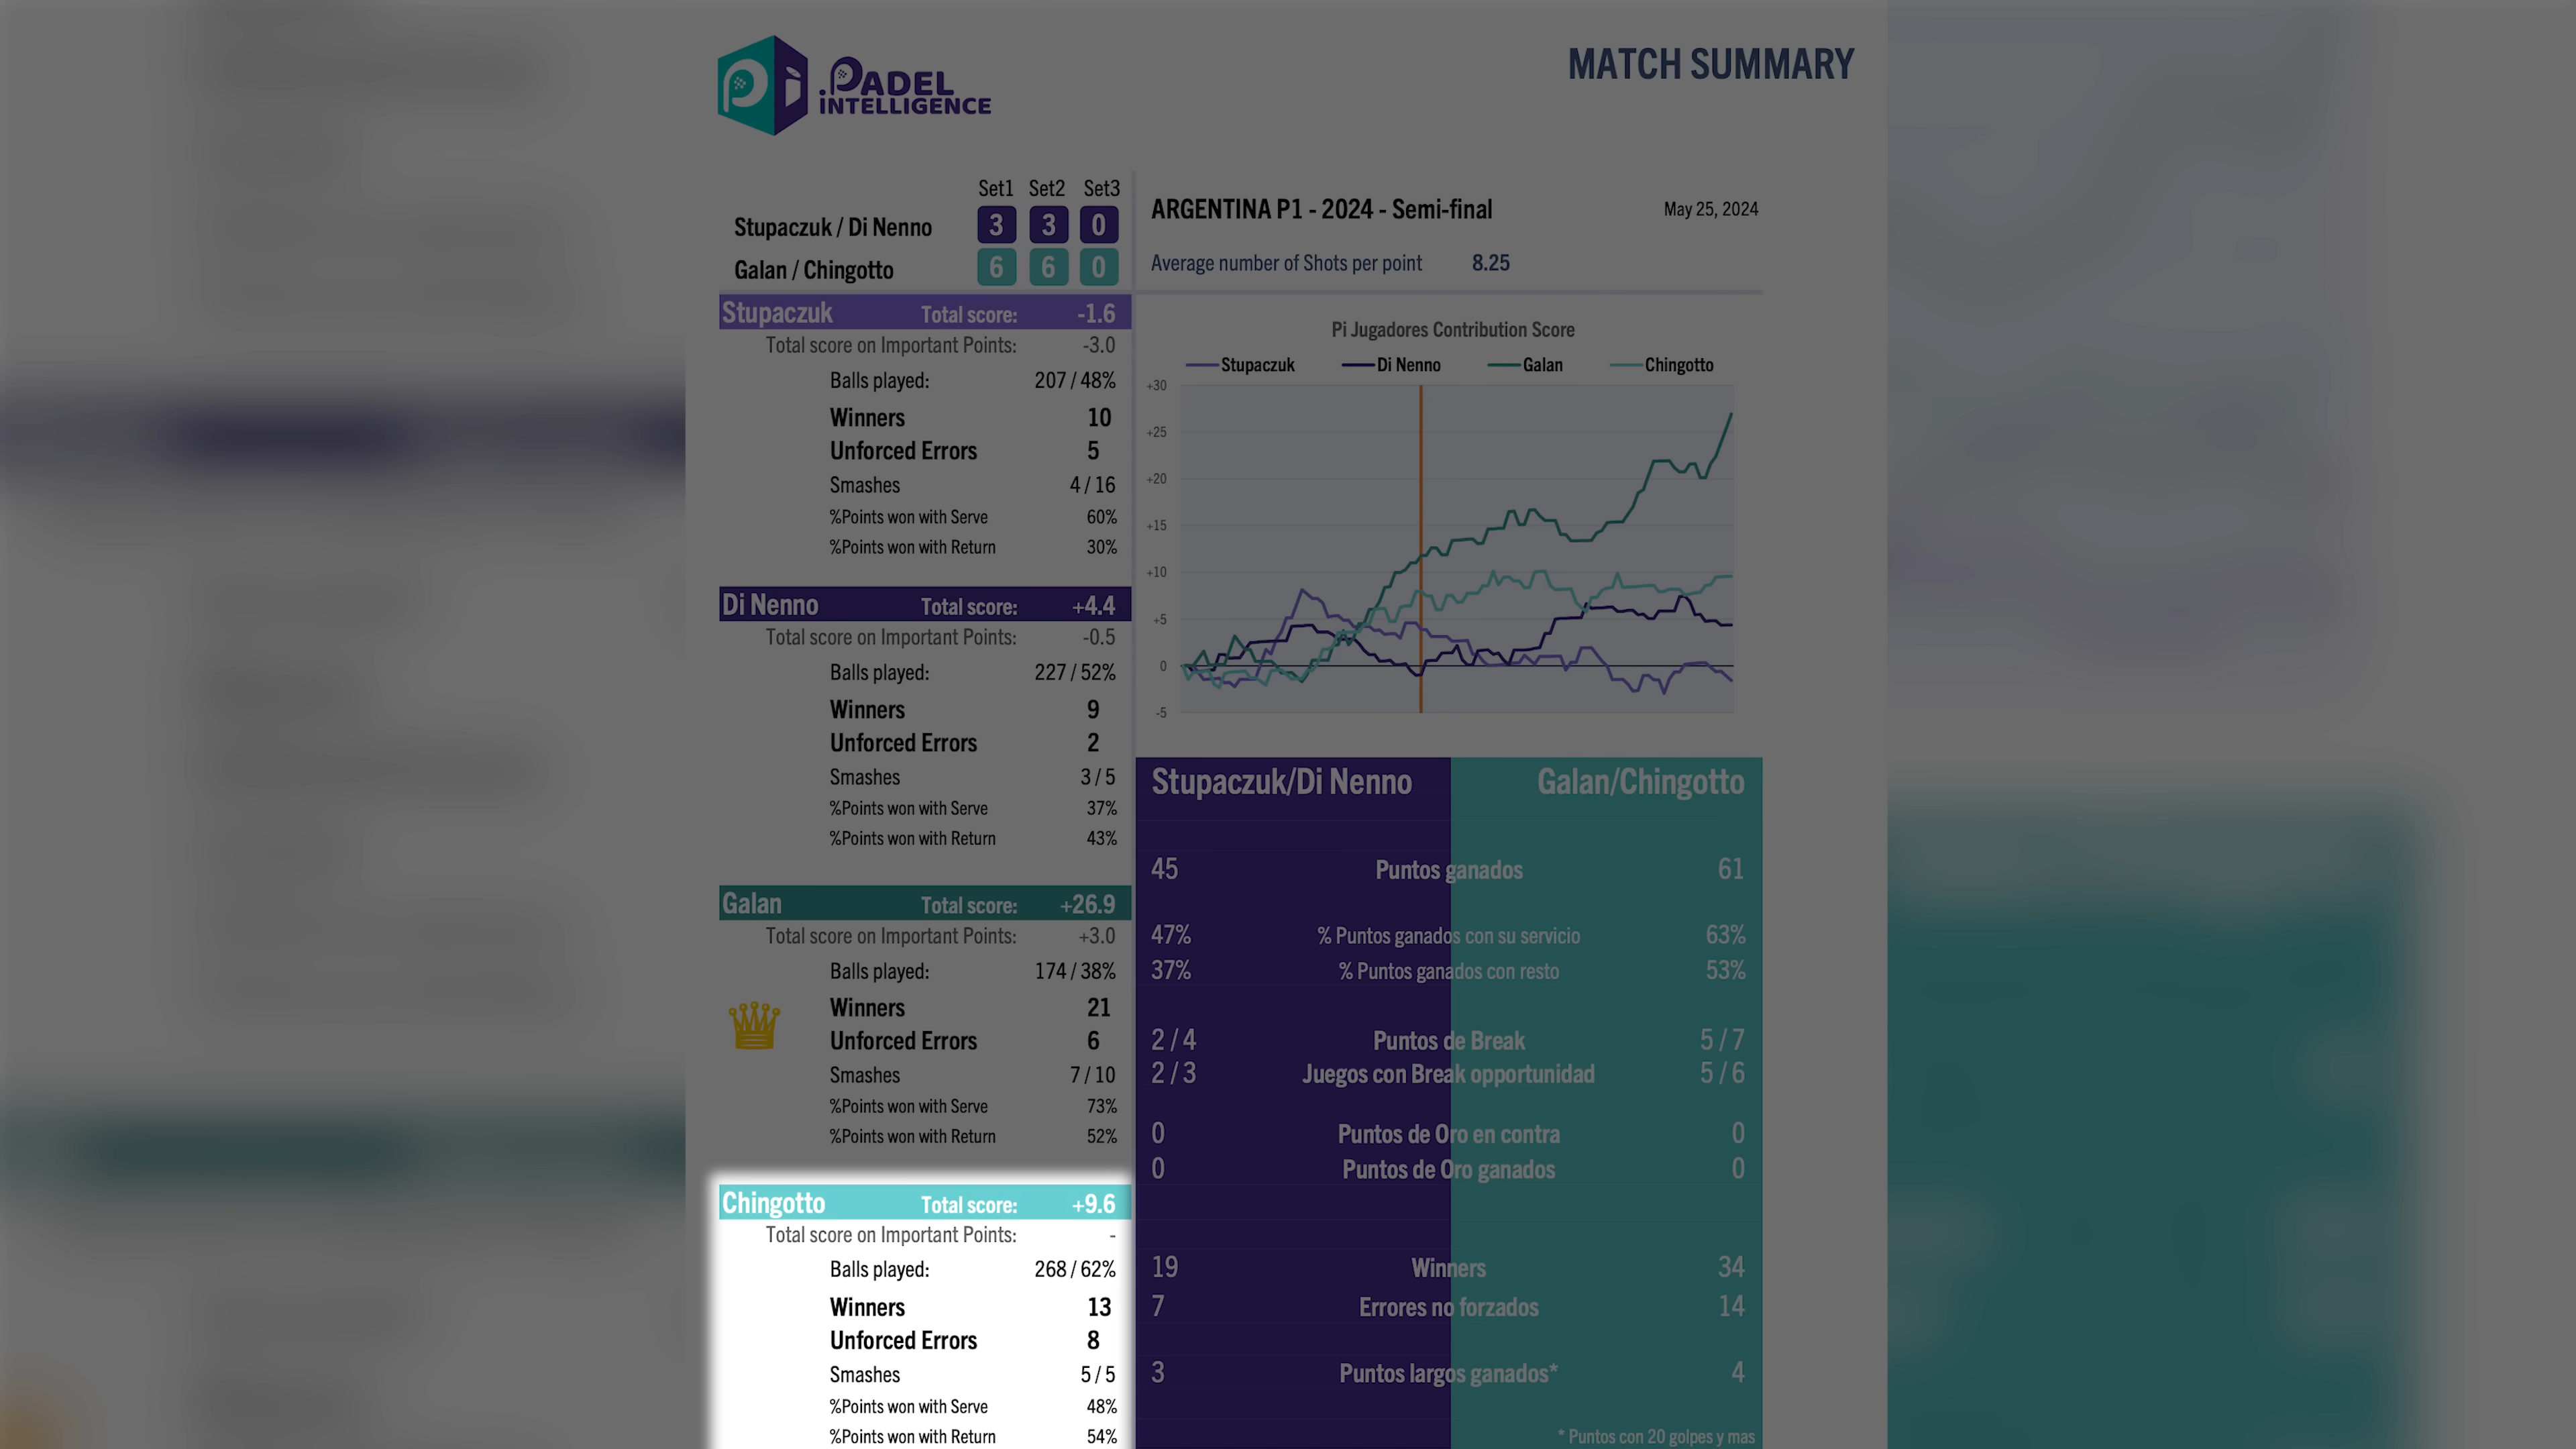 .PADEL
INTELLIGENCE
MATCH SUMMARY
Set1 Set2 Set3
Stupaczuk / Di Nenno 3 3 0
Galan / Chingotto 6 6 0
ARGENTINA P1 - 2024 - Semi-final May 25, 2024
Average number of Shots per point 8.25
Stupaczuk Total score: -1.6
Total score on Important Points: -3.0
Balls played: 207 / 48%
Winners 10
Unforced Errors 5
Smashes 4 / 16
%Points won with Serve 60%
%Points won with Return 30%
Di Nenno Total score: +4.4
Total score on Important Points: -0.5
Balls played: 227 / 52%
Winners 9
Unforced Errors 2
Smashes 3 / 5
%Points won with Serve 37%
%Points won with Return 43%
Galan Total score: +26.9
Total score on Important Points: +3.0
Balls played: 174 / 38%
Winners 21
Unforced Errors 6
Smashes 7 / 10
%Points won with Serve 73%
%Points won with Return 52%
Chingotto Total score: +9.6
Total score on Important Points: -
Balls played: 268 / 62%
Winners 13
Unforced Errors 8
Smashes 5 / 5
%Points won with Serve 48%
%Points won with Return 54%
Pi Jugadores Contribution Score
Stupaczuk Di Nenno Galan Chingotto
+30
+25
+20
+15
+10
+5
0
-5
Stupaczuk/Di Nenno Galan/Chingotto
45 Puntos ganados 61
47% % Puntos ganados con su servicio 63%
37% % Puntos ganados con resto 53%
2 / 4 Puntos de Break 5 / 7
2 / 3 Juegos con Break opportunidad 5 / 6
0 Puntos de Oro en contra 0
0 Puntos de Oro ganados 0
19 Winners 34
7 Errores no forzados 14
3 Puntos largos ganados* 4
* Puntos con 20 golpes y mas